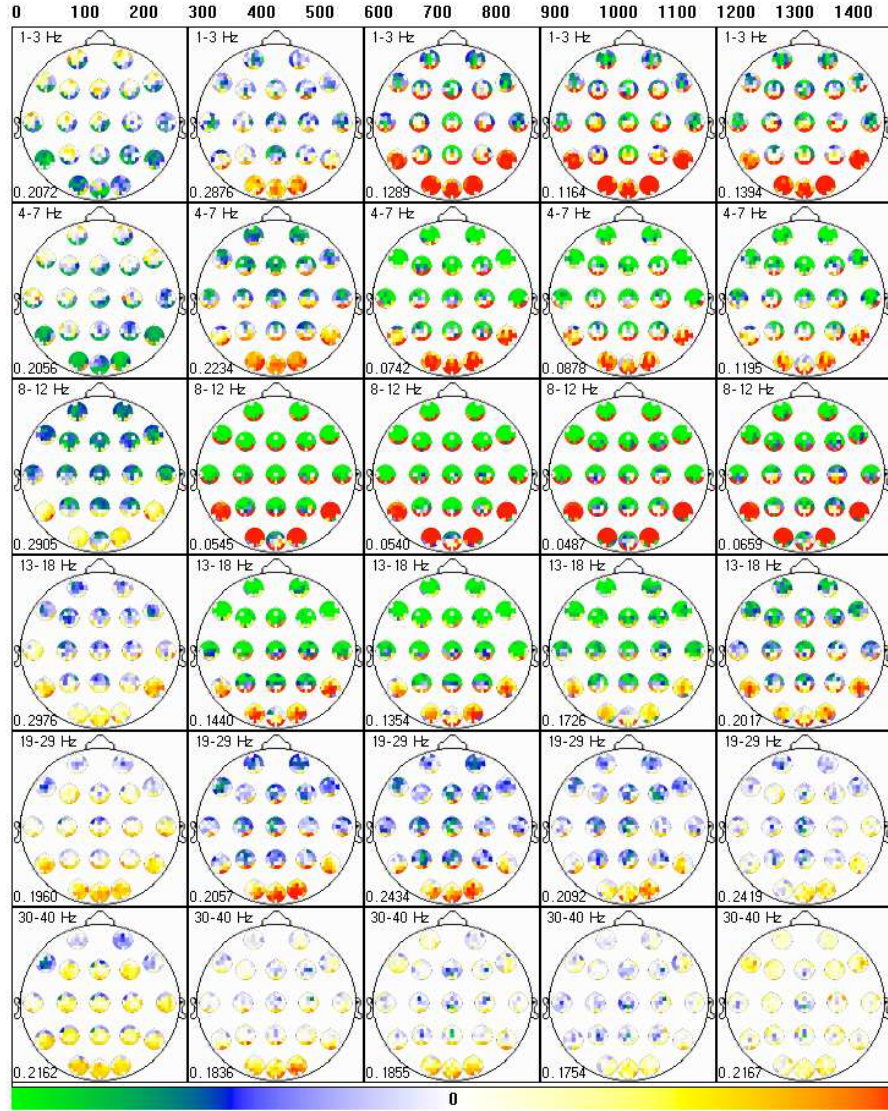 0 100 200 300 400 500 600 700 800 900 1000 1100 1200 1300 1400
1-3 Hz 1-3 Hz 1-3 Hz 1-3 Hz 1-3 Hz
0.2072 0.2876 0.1289 0.1164 0.1394
4-7 Hz 4-7 Hz 4-7 Hz 4-7 Hz 4-7 Hz
0.2056 0.2234 0.0742 0.0878 0.1195
8-12 Hz 8-12 Hz 8-12 Hz 8-12 Hz 8-12 Hz
0.2905 0.0545 0.0540 0.0487 0.0659
13-18 Hz 13-18 Hz 13-18 Hz 13-18 Hz 13-18 Hz
0.2976 0.1440 0.1354 0.1726 0.2017
19-29 Hz 19-29 Hz 19-29 Hz 19-29 Hz 19-29 Hz
0.1960 0.2057 0.2434 0.2092 0.2419
30-40 Hz 30-40 Hz 30-40 Hz 30-40 Hz 30-40 Hz
0.2162 0.1836 0.1855 0.1754 0.2167
0